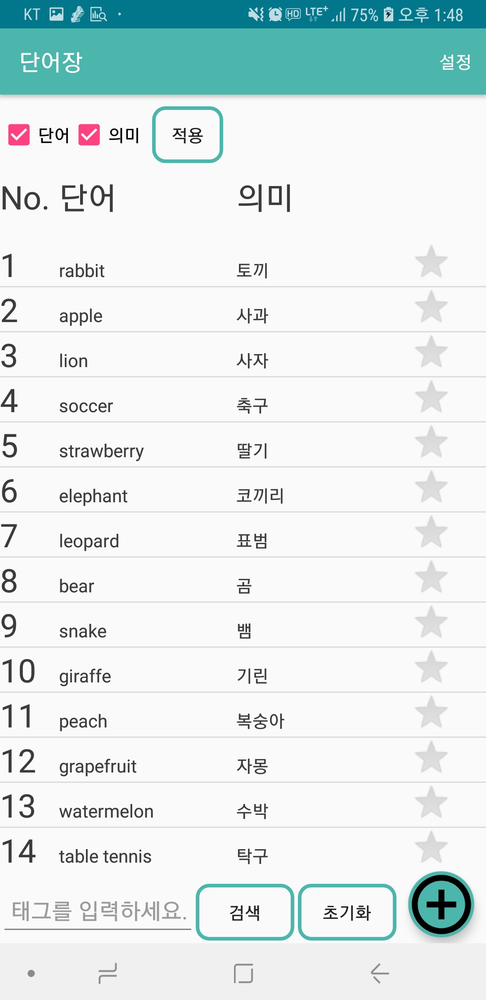 KT HD LTE+ 75% 오후 1:48
단어장 설정
단어 의미 적용
No. 단어 의미
1 rabbit 토끼
2 apple 사과
3 lion 사자
4 soccer 축구
5 strawberry 딸기
6 elephant 코끼리
7 leopard 표범
8 bear 곰
9 snake 뱀
10 giraffe 기린
11 peach 복숭아
12 grapefruit 자몽
13 watermelon 수박
14 table tennis 탁구
태그를 입력하세요. 검색 초기화